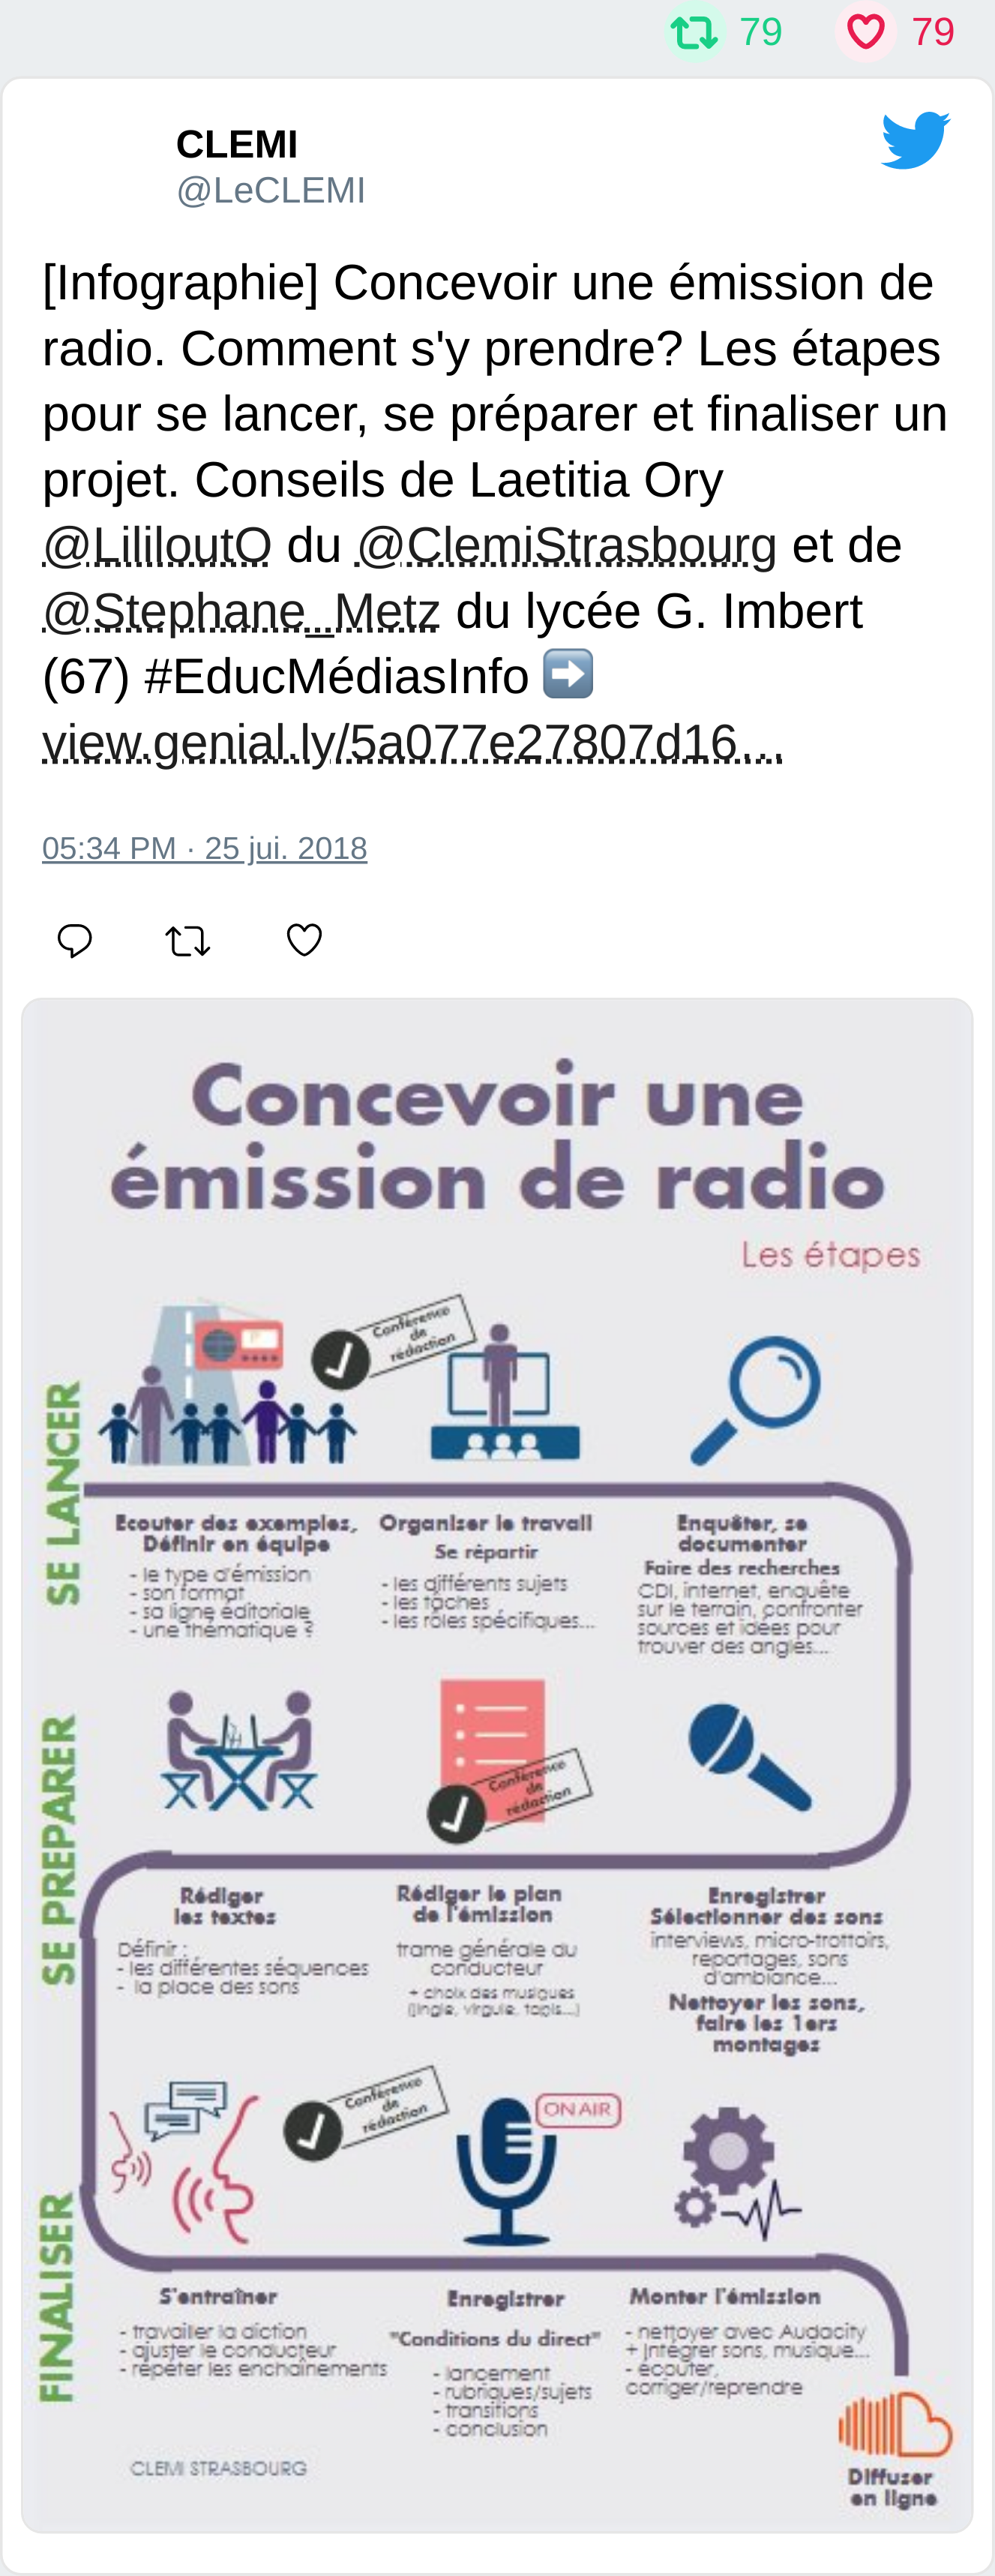 79 79
CLEMI
@LeCLEMI
[Infographie] Concevoir une émission de
radio. Comment s'y prendre? Les étapes
pour se lancer, se préparer et finaliser un
projet. Conseils de Laetitia Ory
@LililoutO du @ClemiStrasbourg et de
@Stephane_Metz du lycée G. Imbert
(67) #EducMédiasInfo ➡️
view.genial.ly/5a077e27807d16…
05:34 PM · 25 jui. 2018
Concevoir une
émission de radio
Les étapes
SE LANCER
Conférence
de
rédaction
Ecouter des exemples,
Définir en équipe
- le type d'émission
- son format
- sa ligne éditoriale
- une thématique ?
Organiser le travail
Se répartir
- les différents sujets
- les tâches
- les rôles spécifiques...
Enquêter, se
documenter
Faire des recherches
CDI, internet, enquête
sur le terrain, confronter
sources et idées pour
trouver des angles...
SE PREPARER
Conférence
de
rédaction
Rédiger
les textes
Définir :
- les différentes séquences
- la place des sons
Rédiger le plan
de l'émission
trame générale du
conducteur
+ choix des musiques
(jingle, virgule, tapis...)
Enregistrer
Sélectionner des sons
interviews, micro-trottoirs,
reportages, sons
d'ambiance...
Nettoyer les sons,
faire les 1ers
montages
FINALISER
Conférence
de
rédaction
ON AIR
S'entraîner
- travailler la diction
- ajuster le conducteur
- répéter les enchaînements
Enregistrer
"Conditions du direct"
- lancement
- rubriques/sujets
- transitions
- conclusion
Monter l'émission
- nettoyer avec Audacity
+ intégrer sons, musique...
- écouter,
corriger/reprendre
CLEMI STRASBOURG
Diffuser
en ligne